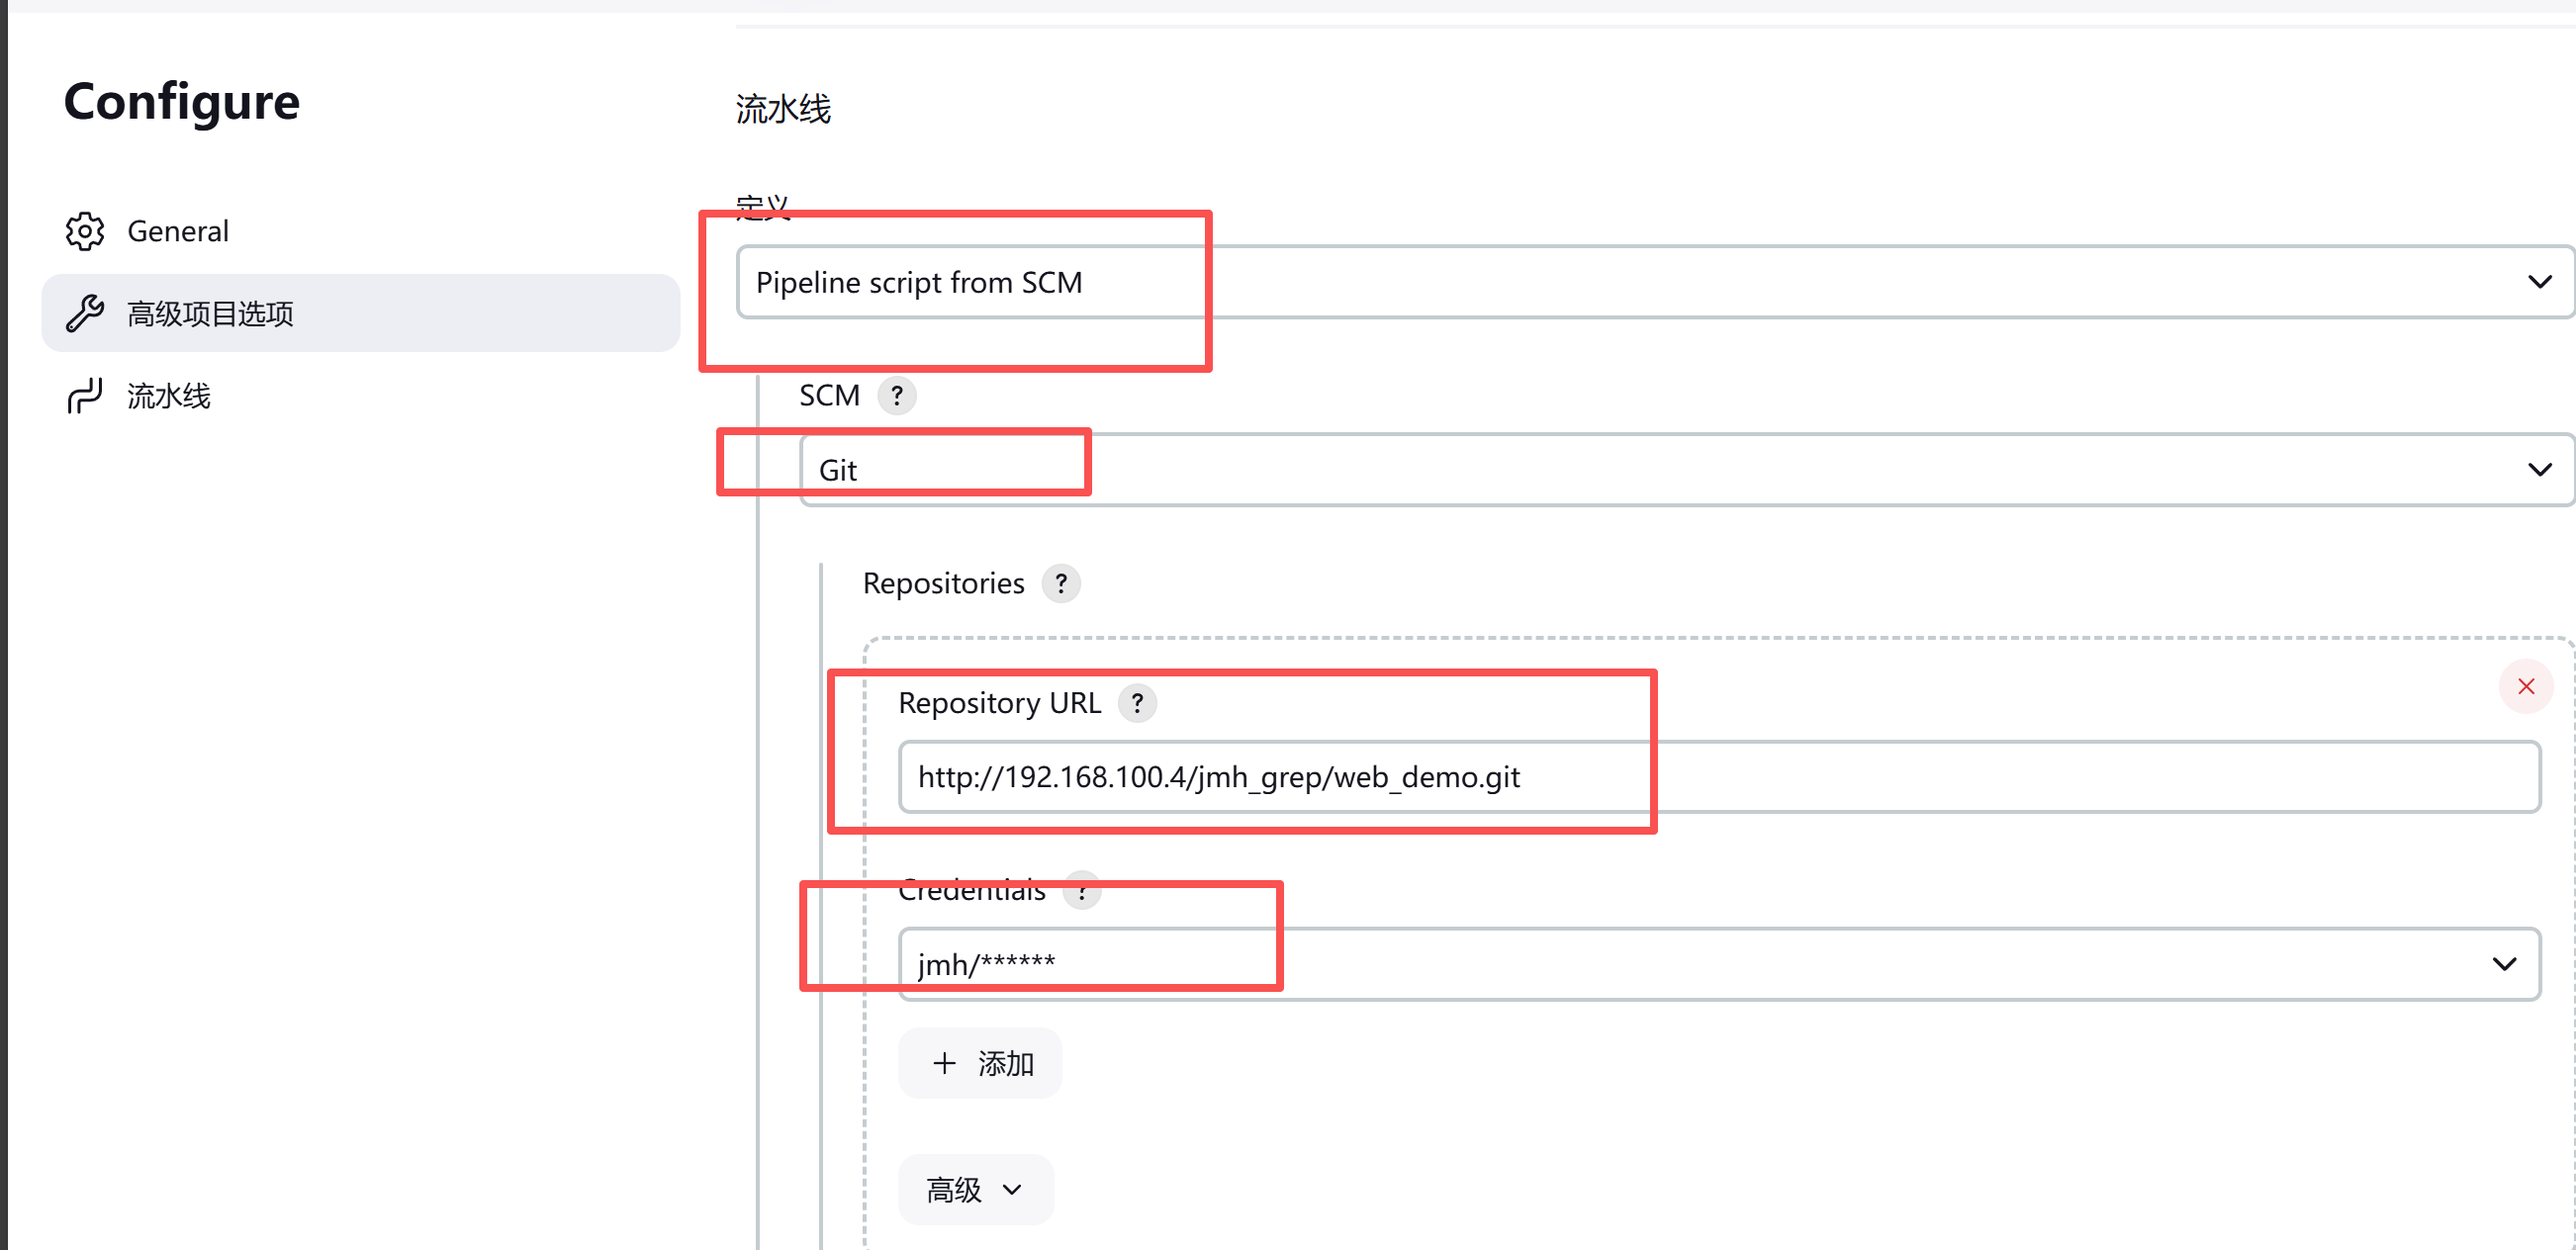 Configure
General
高级项目选项
流水线
流水线
定义
Pipeline script from SCM
SCM ?
Git
Repositories ?
Repository URL ?
http://192.168.100.4/jmh_grep/web_demo.git
Credentials ?
jmh/******
+ 添加
高级